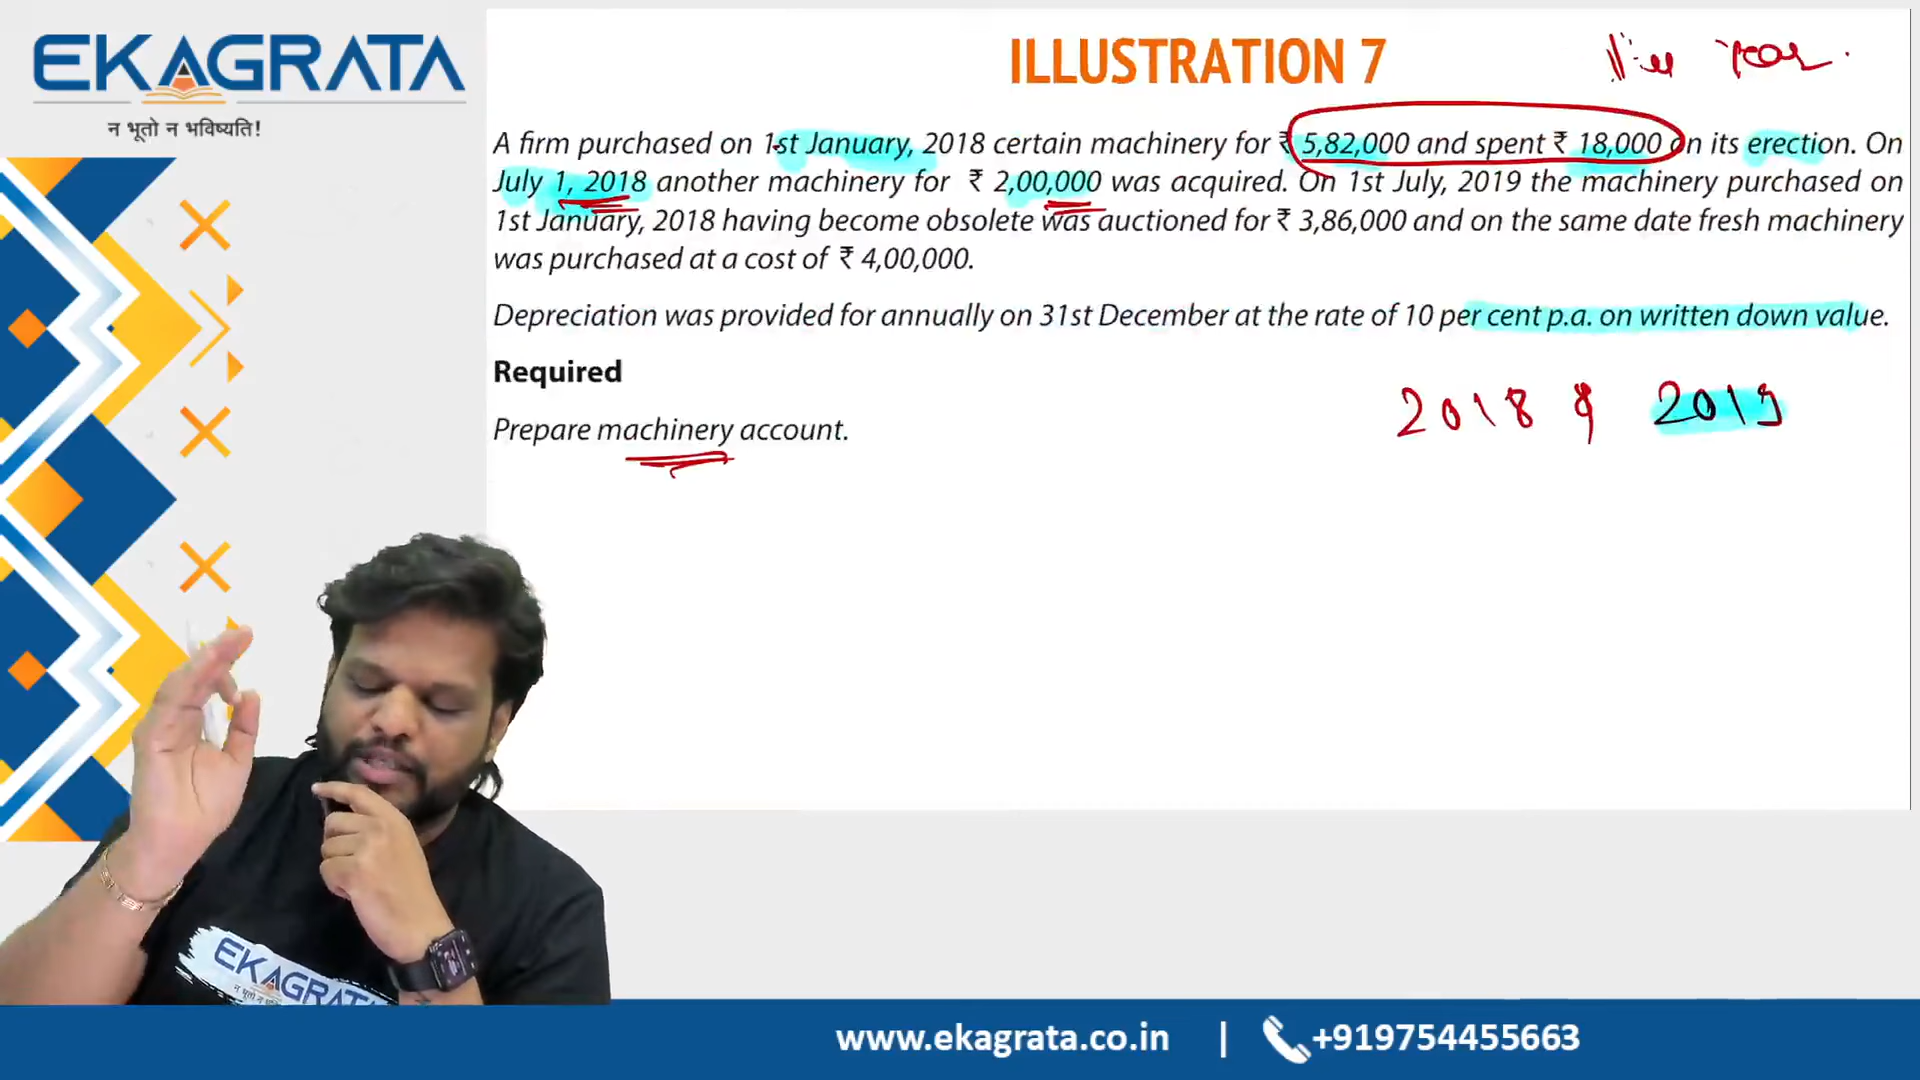 EKAGRATA
न भूतो न भविष्यति!
ILLUSTRATION 7
A firm purchased on 1st January, 2018 certain machinery for ₹ 5,82,000 and spent ₹ 18,000 on its erection. On
July 1, 2018 another machinery for ₹ 2,00,000 was acquired. On 1st July, 2019 the machinery purchased on
1st January, 2018 having become obsolete was auctioned for ₹ 3,86,000 and on the same date fresh machinery
was purchased at a cost of ₹ 4,00,000.
Depreciation was provided for annually on 31st December at the rate of 10 per cent p.a. on written down value.
Required
2018 & 2019
Prepare machinery account.
EKAGRATA
www.ekagrata.co.in | +919754455663